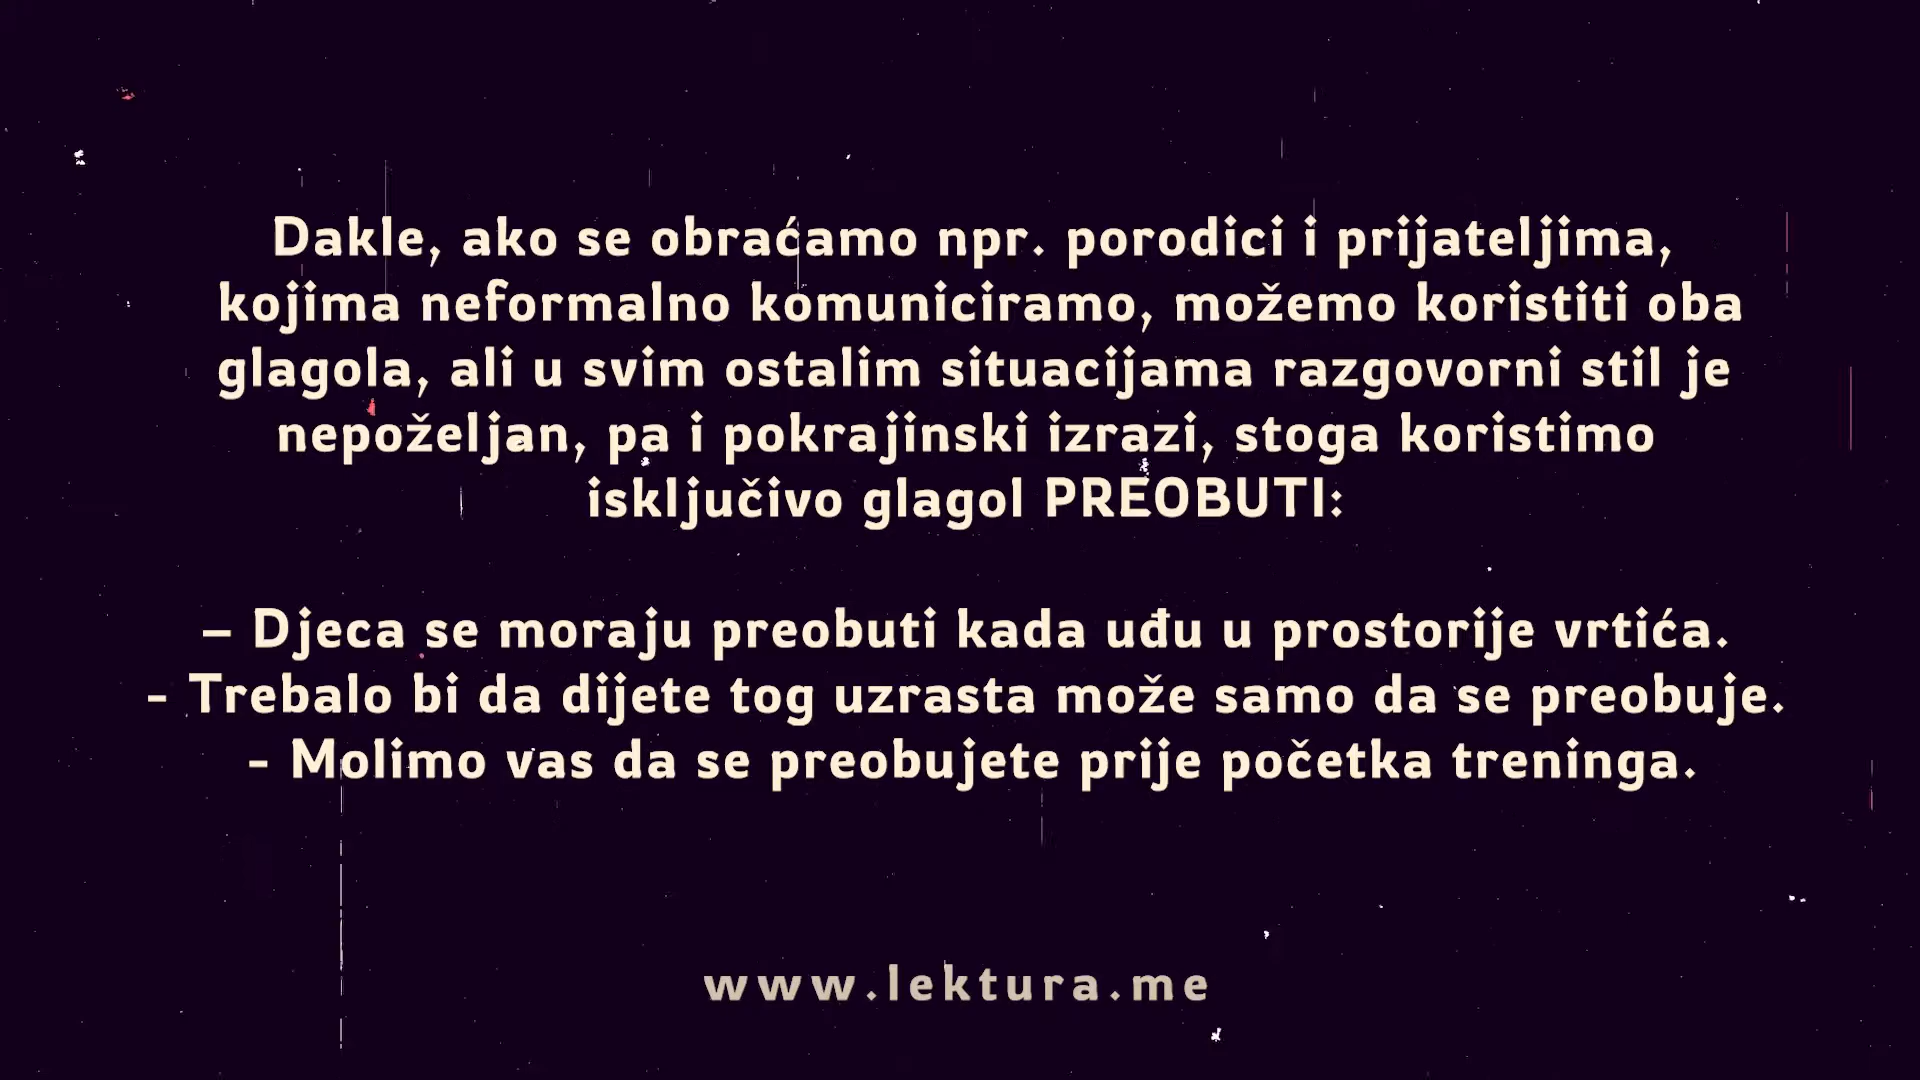 Dakle, ako se obraćamo npr. porodici i prijateljima,
kojima neformalno komuniciramo, možemo koristiti oba
glagola, ali u svim ostalim situacijama razgovorni stil je
nepoželjan, pa i pokrajinski izrazi, stoga koristimo
isključivo glagol PREOBUTI:
– Djeca se moraju preobuti kada uđu u prostorije vrtića.
- Trebalo bi da dijete tog uzrasta može samo da se preobuje.
- Molimo vas da se preobujete prije početka treninga.
www.lektura.me